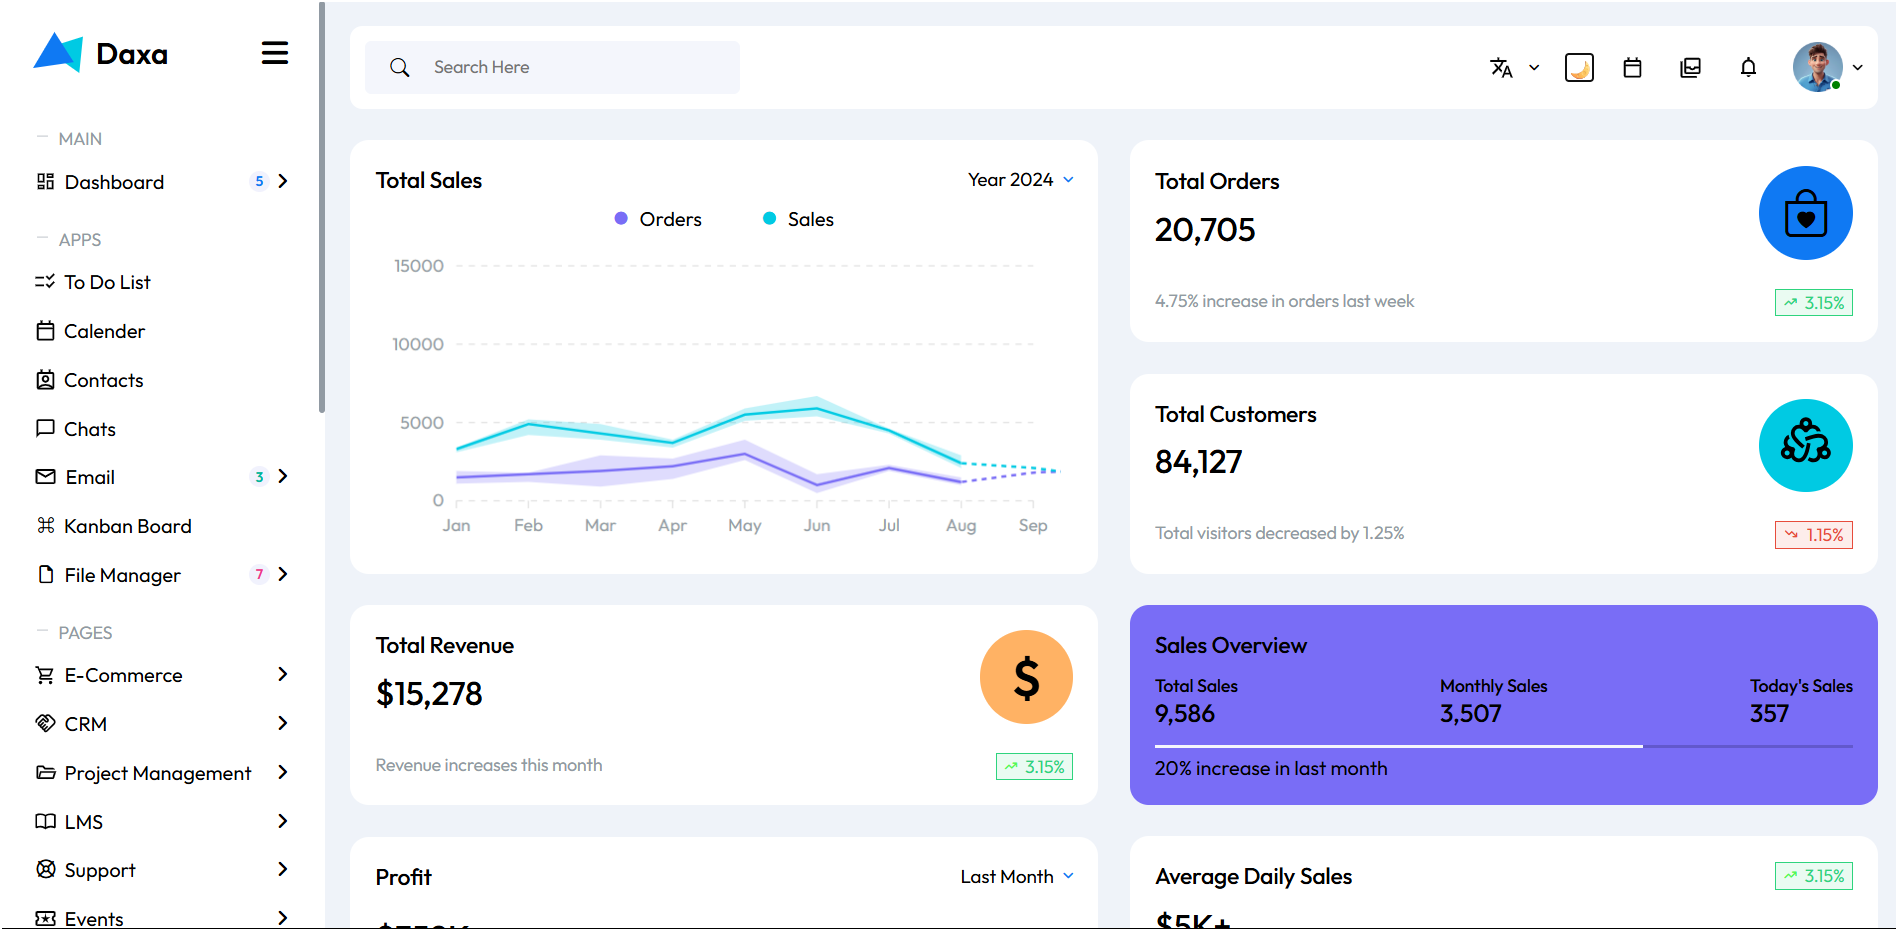 Daxa
MAIN
Dashboard 5
APPS
To Do List
Calender
Contacts
Chats
Email 3
Kanban Board
File Manager 7
PAGES
E-Commerce
CRM
Project Management
LMS
Support
Events
Search Here
Total Sales
Year 2024
Orders Sales
15000
10000
5000
0
Jan Feb Mar Apr May Jun Jul Aug Sep
Total Orders
20,705
4.75% increase in orders last week
3.15%
Total Customers
84,127
Total visitors decreased by 1.25%
1.15%
Total Revenue
$15,278
$
Revenue increases this month
3.15%
Sales Overview
Total Sales Monthly Sales Today's Sales
9,586 3,507 357
20% increase in last month
Profit
Last Month
Average Daily Sales
3.15%
$5K+